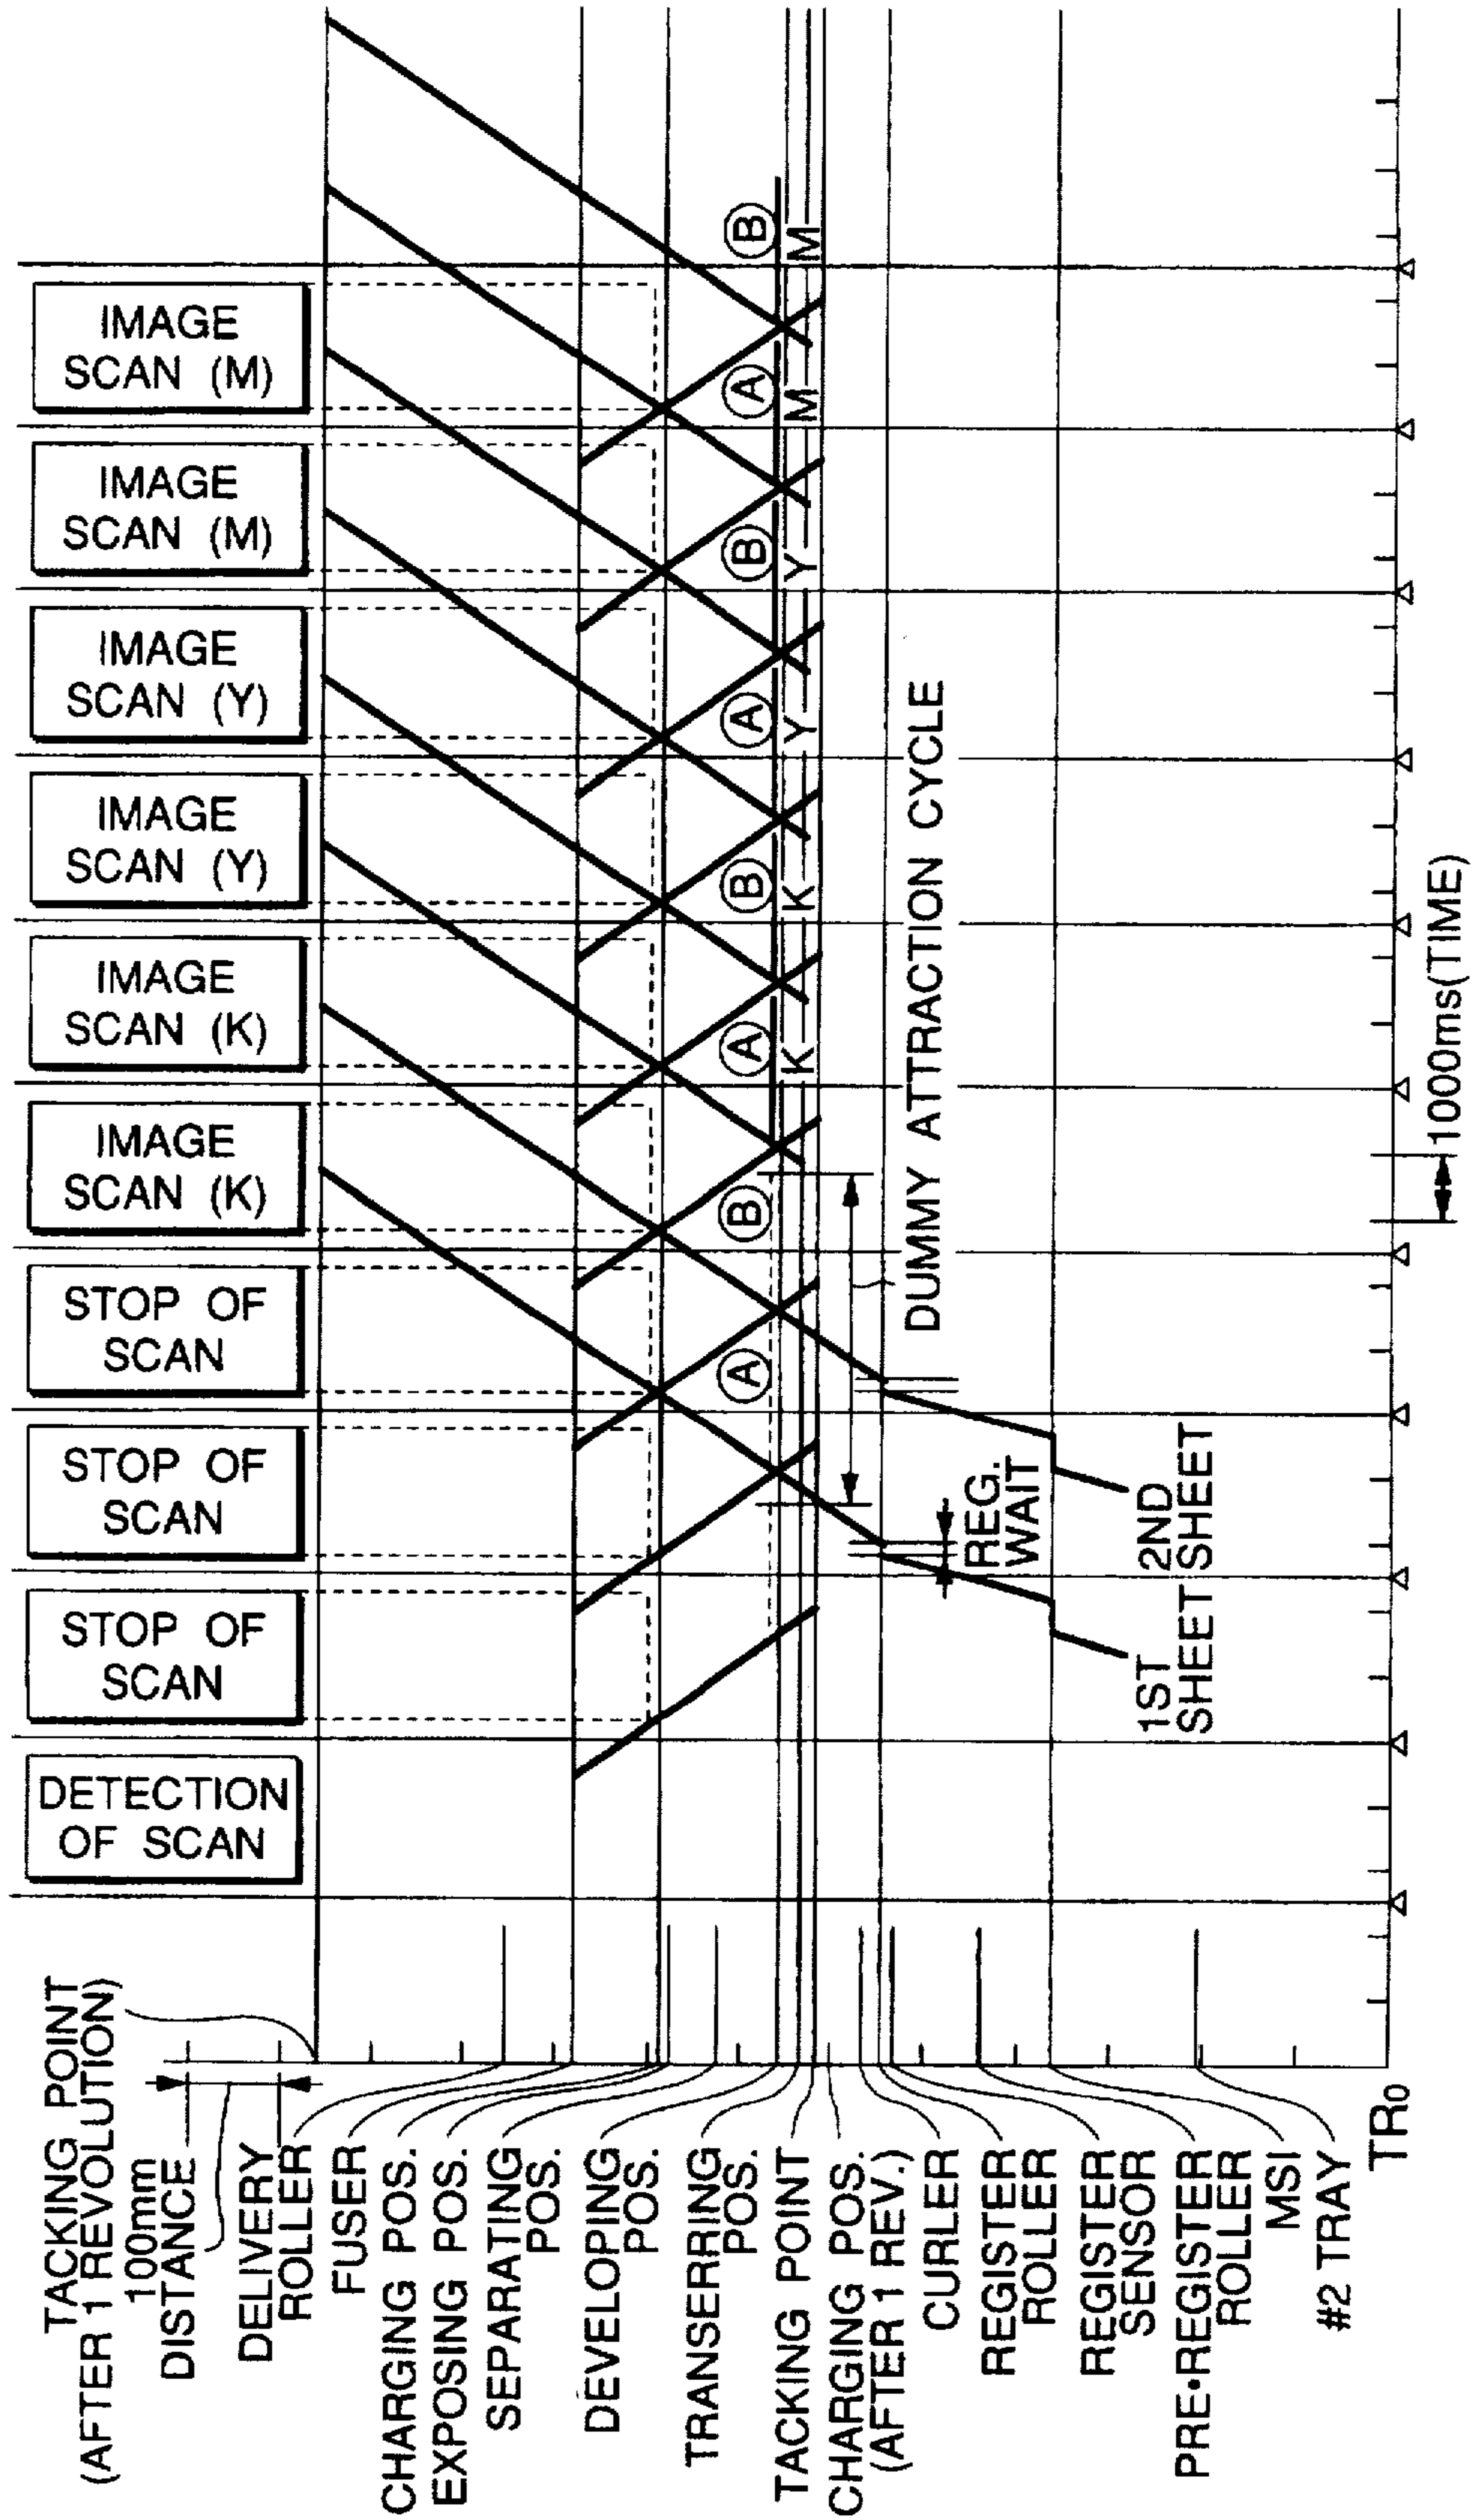 DETECTION
OF SCAN
STOP OF
SCAN
STOP OF
SCAN
STOP OF
SCAN
IMAGE
SCAN (K)
IMAGE
SCAN (K)
IMAGE
SCAN (Y)
IMAGE
SCAN (Y)
IMAGE
SCAN (M)
IMAGE
SCAN (M)
TACKING POINT
(AFTER 1 REVOLUTION)
100mm
DISTANCE
DELIVERY
ROLLER
FUSER
CHARGING POS.
EXPOSING POS.
SEPARATING
POS.
DEVELOPING
POS.
TRANSERRING
POS.
TACKING POINT
CHARGING POS.
(AFTER 1 REV.)
CURLER
REGISTER
ROLLER
REGISTER
SENSOR
PRE•REGISTER
ROLLER
MSI
#2 TRAY
TR0
A
B
A
B
A
B
A
B
K
K
Y
Y
M
M
DUMMY ATTRACTION CYCLE
REG.
WAIT
1ST
SHEET
2ND
SHEET
1000ms(TIME)